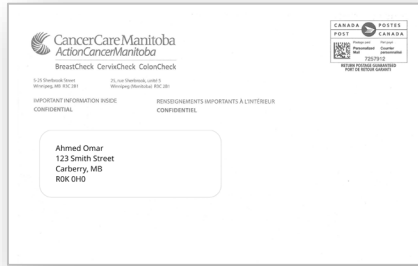 CancerCare Manitoba
ActionCancerManitoba
BreastCheck CervixCheck ColonCheck
5-25 Sherbrook Street
Winnipeg, MB R3C 2B1
25, rue Sherbrook, unité 5
Winnipeg (Manitoba) R3C 2B1
IMPORTANT INFORMATION INSIDE
CONFIDENTIAL
RENSEIGNEMENTS IMPORTANTS À L'INTÉRIEUR
CONFIDENTIEL
CANADA POSTES
POST CANADA
Postage paid Port payé
Personalized Courrier
Mail personnalisé
7257912
RETURN POSTAGE GUARANTEED
PORT DE RETOUR GARANTI
Ahmed Omar
123 Smith Street
Carberry, MB
R0K 0H0